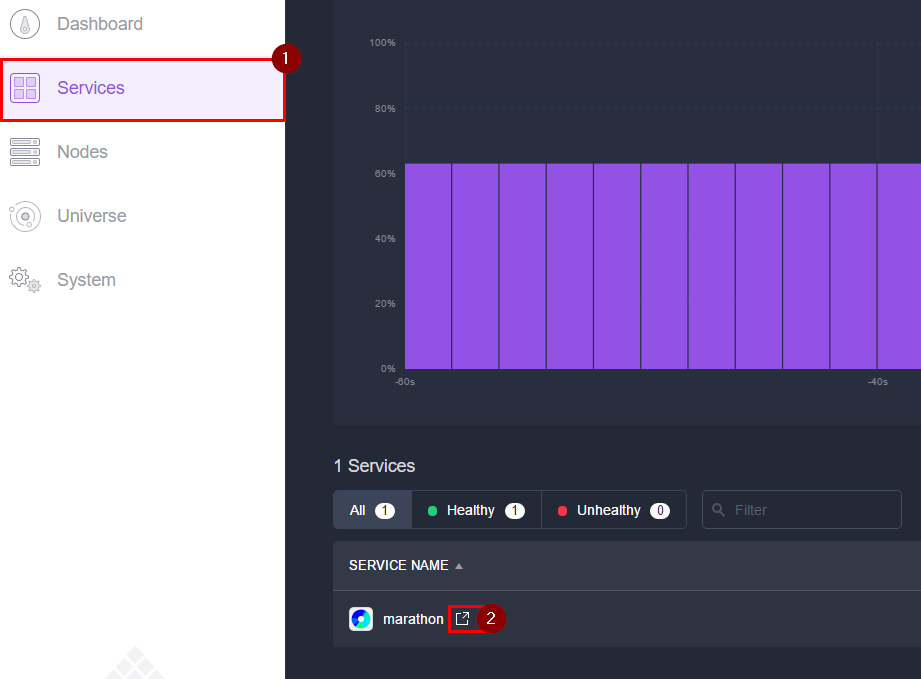 Dashboard
1
Services
Nodes
Universe
System
100%
80%
60%
40%
20%
0%
-60s
-40s
1 Services
All 1 Healthy 1 Unhealthy 0 Filter
SERVICE NAME
marathon 2